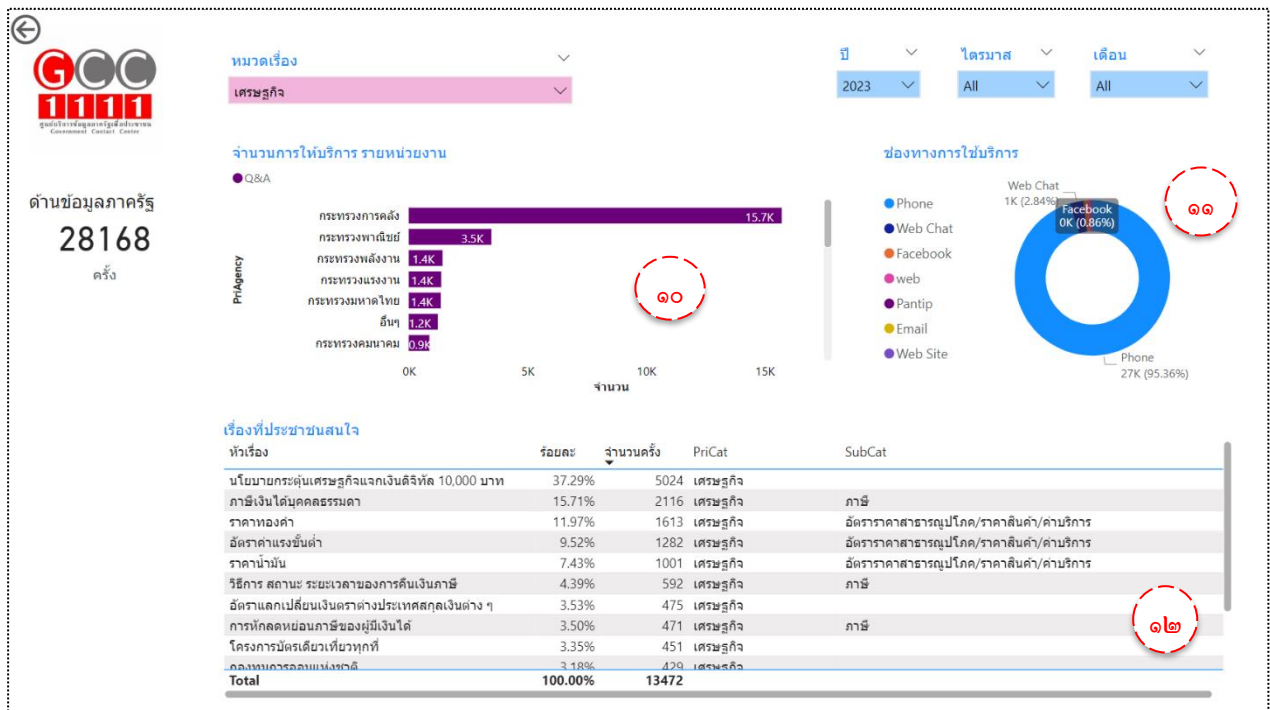 GCC
1111
ศูนย์บริการข้อมูลภาครัฐเพื่อประชาชน
Government Contact Center
ด้านข้อมูลภาครัฐ
28168
ครั้ง
หมวดเรื่อง
เศรษฐกิจ
ปี ไตรมาส เดือน
2023 All All
จำนวนการให้บริการ รายหน่วยงาน
Q&A
PriAgency
กระทรวงการคลัง 15.7K
กระทรวงพาณิชย์ 3.5K
กระทรวงพลังงาน 1.4K
กระทรวงแรงงาน 1.4K
กระทรวงมหาดไทย 1.4K
อื่นๆ 1.2K
กระทรวงคมนาคม 0.9K
0K 5K 10K 15K
จำนวน
๑๐
ช่องทางการใช้บริการ
Phone
Web Chat
Facebook
web
Pantip
Email
Web Site
Web Chat
1K (2.84%)
Facebook
0K (0.86%)
Phone
27K (95.36%)
๑๑
เรื่องที่ประชาชนสนใจ
หัวเรื่อง ร้อยละ จำนวนครั้ง PriCat SubCat
นโยบายกระตุ้นเศรษฐกิจแจกเงินดิจิทัล 10,000 บาท 37.29% 5024 เศรษฐกิจ
ภาษีเงินได้บุคคลธรรมดา 15.71% 2116 เศรษฐกิจ ภาษี
ราคาทองคำ 11.97% 1613 เศรษฐกิจ อัตราราคาสาธารณูปโภค/ราคาสินค้า/ค่าบริการ
อัตราค่าแรงขั้นต่ำ 9.52% 1282 เศรษฐกิจ อัตราราคาสาธารณูปโภค/ราคาสินค้า/ค่าบริการ
ราคาน้ำมัน 7.43% 1001 เศรษฐกิจ อัตราราคาสาธารณูปโภค/ราคาสินค้า/ค่าบริการ
วิธีการ สถานะ ระยะเวลาของการคืนเงินภาษี 4.39% 592 เศรษฐกิจ ภาษี
อัตราแลกเปลี่ยนเงินตราต่างประเทศสกุลเงินต่าง ๆ 3.53% 475 เศรษฐกิจ
การหักลดหย่อนภาษีของผู้มีเงินได้ 3.50% 471 เศรษฐกิจ ภาษี
โครงการบัตรเดียวเที่ยวทุกที่ 3.35% 451 เศรษฐกิจ
กองทุนการออมแห่งชาติ 3.18% 429 เศรษฐกิจ
Total 100.00% 13472
๑๒